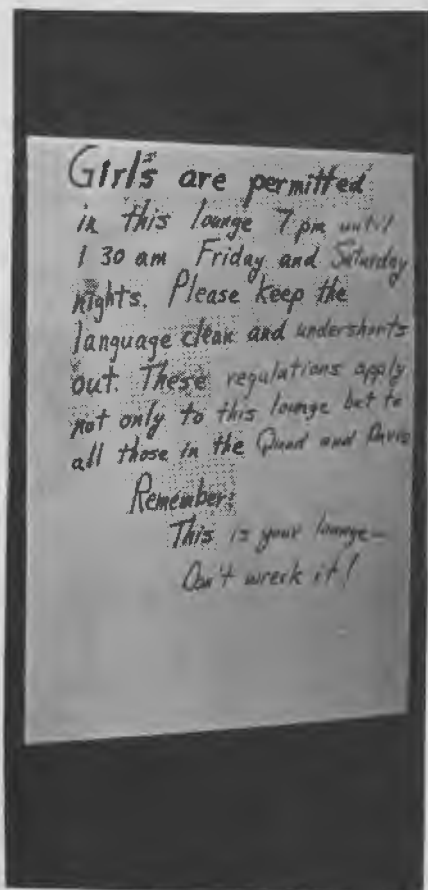 Girls are permitted
in this lounge 7 pm until
1 30 am Friday and Saturday
nights. Please keep the
language clean and undershorts
out. These regulations apply
not only to this lounge but to
all those in the Quad and Davis
Remember:
This is your lounge—
Don't wreck it!